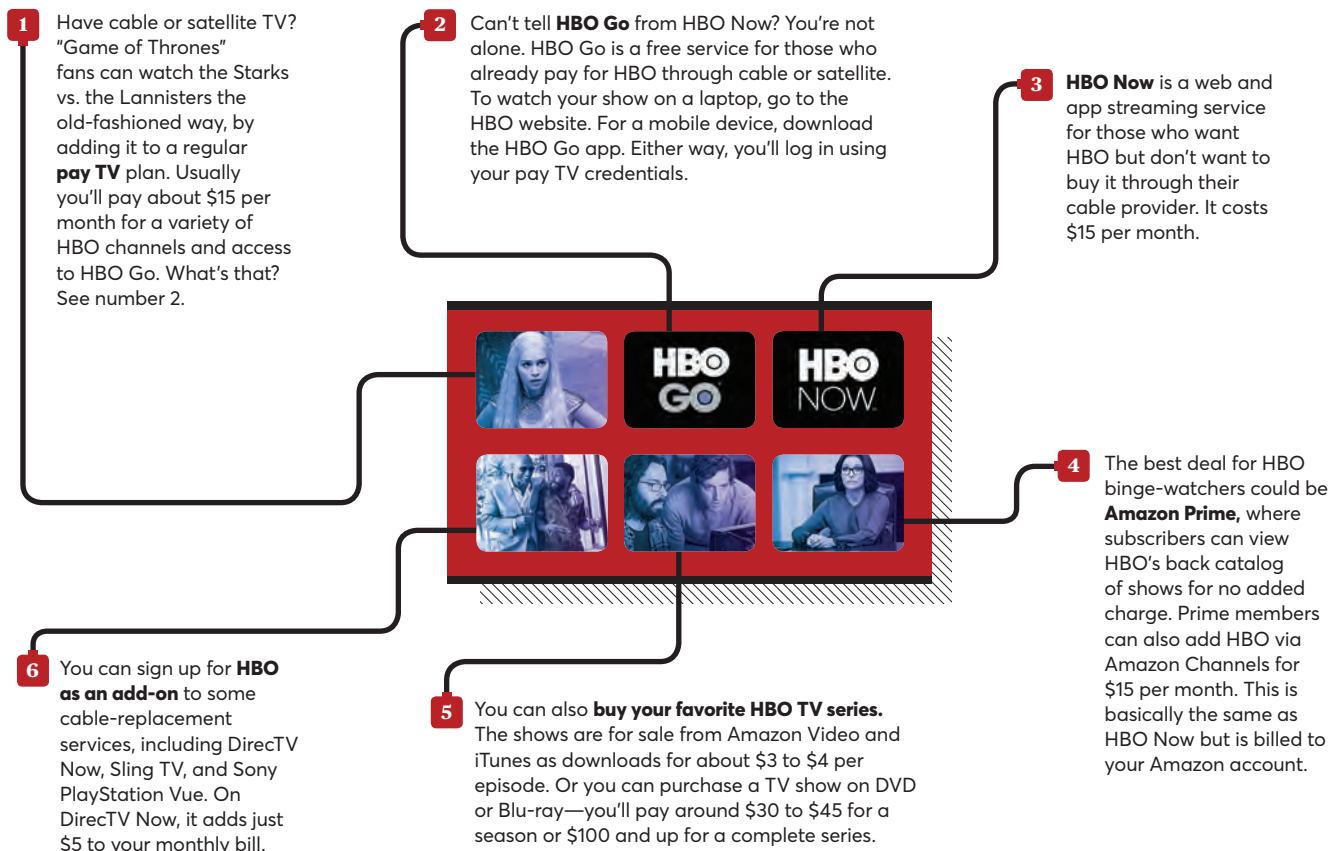 1
Have cable or satellite TV?
"Game of Thrones"
fans can watch the Starks
vs. the Lannisters the
old-fashioned way, by
adding it to a regular
pay TV plan. Usually
you'll pay about $15 per
month for a variety of
HBO channels and access
to HBO Go. What's that?
See number 2.
2
Can't tell HBO Go from HBO Now? You're not
alone. HBO Go is a free service for those who
already pay for HBO through cable or satellite.
To watch your show on a laptop, go to the
HBO website. For a mobile device, download
the HBO Go app. Either way, you'll log in using
your pay TV credentials.
3
HBO Now is a web and
app streaming service
for those who want
HBO but don't want to
buy it through their
cable provider. It costs
$15 per month.
HBO
GO
HBO
NOW
4
The best deal for HBO
binge-watchers could be
Amazon Prime, where
subscribers can view
HBO's back catalog
of shows for no added
charge. Prime members
can also add HBO via
Amazon Channels for
$15 per month. This is
basically the same as
HBO Now but is billed to
your Amazon account.
5
You can also buy your favorite HBO TV series.
The shows are for sale from Amazon Video and
iTunes as downloads for about $3 to $4 per
episode. Or you can purchase a TV show on DVD
or Blu-ray—you'll pay around $30 to $45 for a
season or $100 and up for a complete series.
6
You can sign up for HBO
as an add-on to some
cable-replacement
services, including DirecTV
Now, Sling TV, and Sony
PlayStation Vue. On
DirecTV Now, it adds just
$5 to your monthly bill.